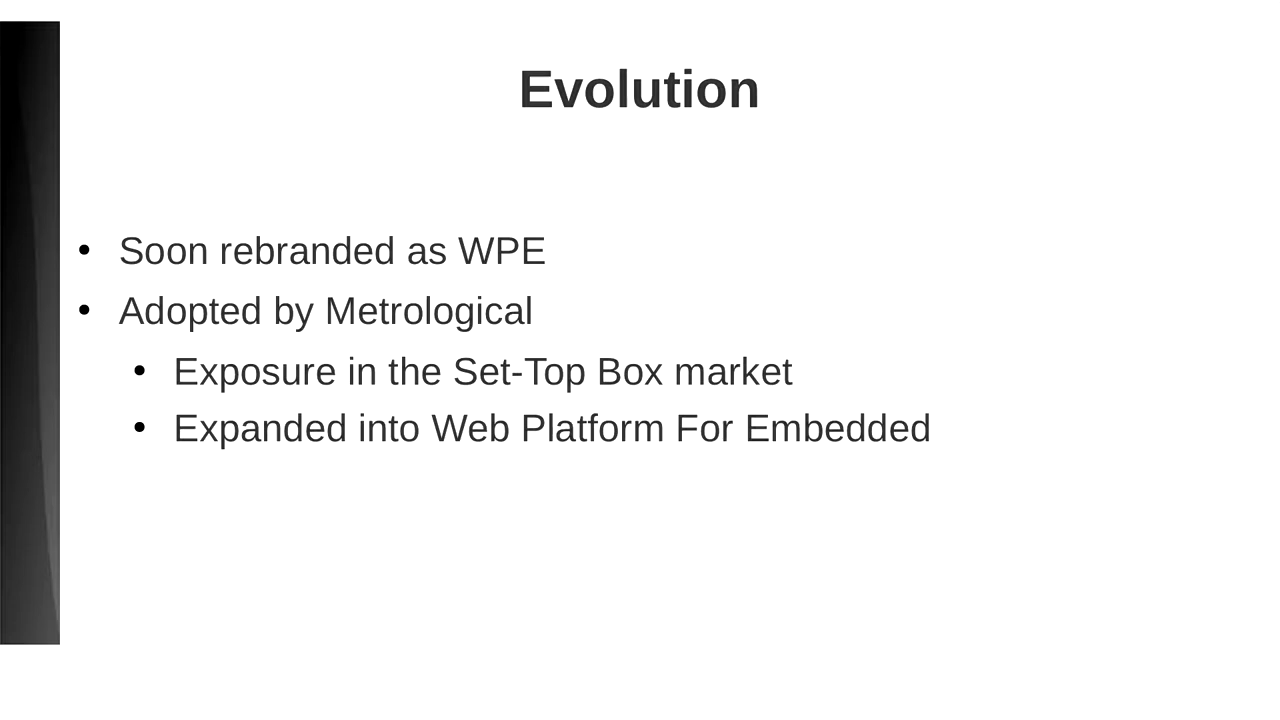 Evolution
• Soon rebranded as WPE
• Adopted by Metrological
• Exposure in the Set-Top Box market
• Expanded into Web Platform For Embedded